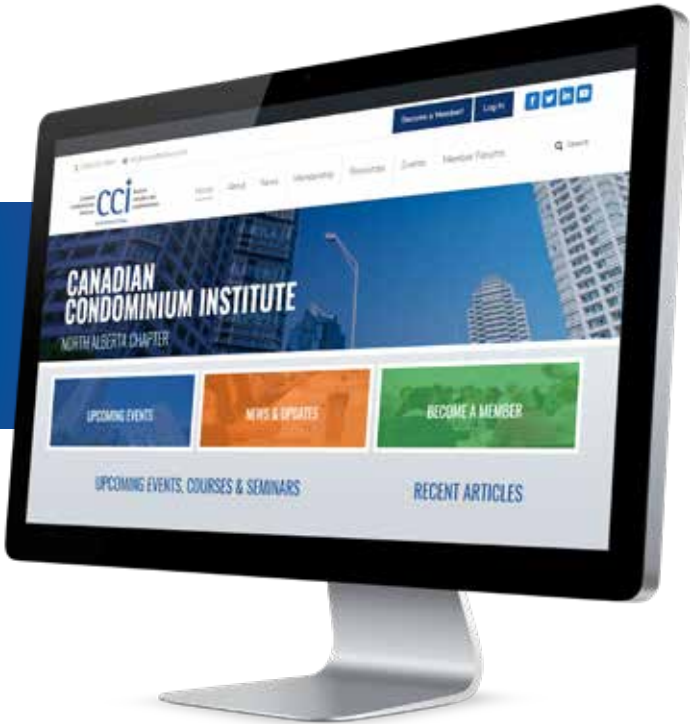 Become a Member! Log In
Home About News Membership Resources Events Member Forums Search
CCI
CANADIAN
CONDOMINIUM INSTITUTE
NORTH ALBERTA CHAPTER
UPCOMING EVENTS NEWS & UPDATES BECOME A MEMBER
UPCOMING EVENTS, COURSES & SEMINARS RECENT ARTICLES